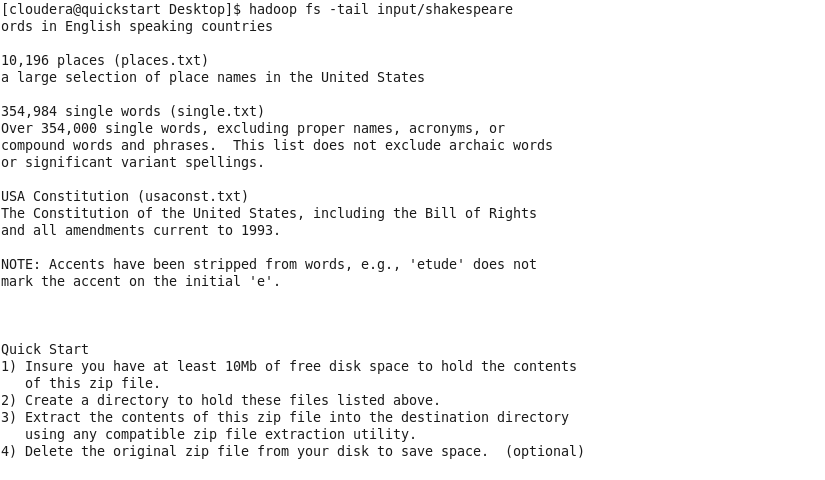 [cloudera@quickstart Desktop]$ hadoop fs -tail input/shakespeare
ords in English speaking countries
10,196 places (places.txt)
a large selection of place names in the United States
354,984 single words (single.txt)
Over 354,000 single words, excluding proper names, acronyms, or
compound words and phrases.  This list does not exclude archaic words
or significant variant spellings.
USA Constitution (usaconst.txt)
The Constitution of the United States, including the Bill of Rights
and all amendments current to 1993.
NOTE: Accents have been stripped from words, e.g., 'etude' does not
mark the accent on the initial 'e'.
Quick Start
1) Insure you have at least 10Mb of free disk space to hold the contents
   of this zip file.
2) Create a directory to hold these files listed above.
3) Extract the contents of this zip file into the destination directory
   using any compatible zip file extraction utility.
4) Delete the original zip file from your disk to save space.  (optional)